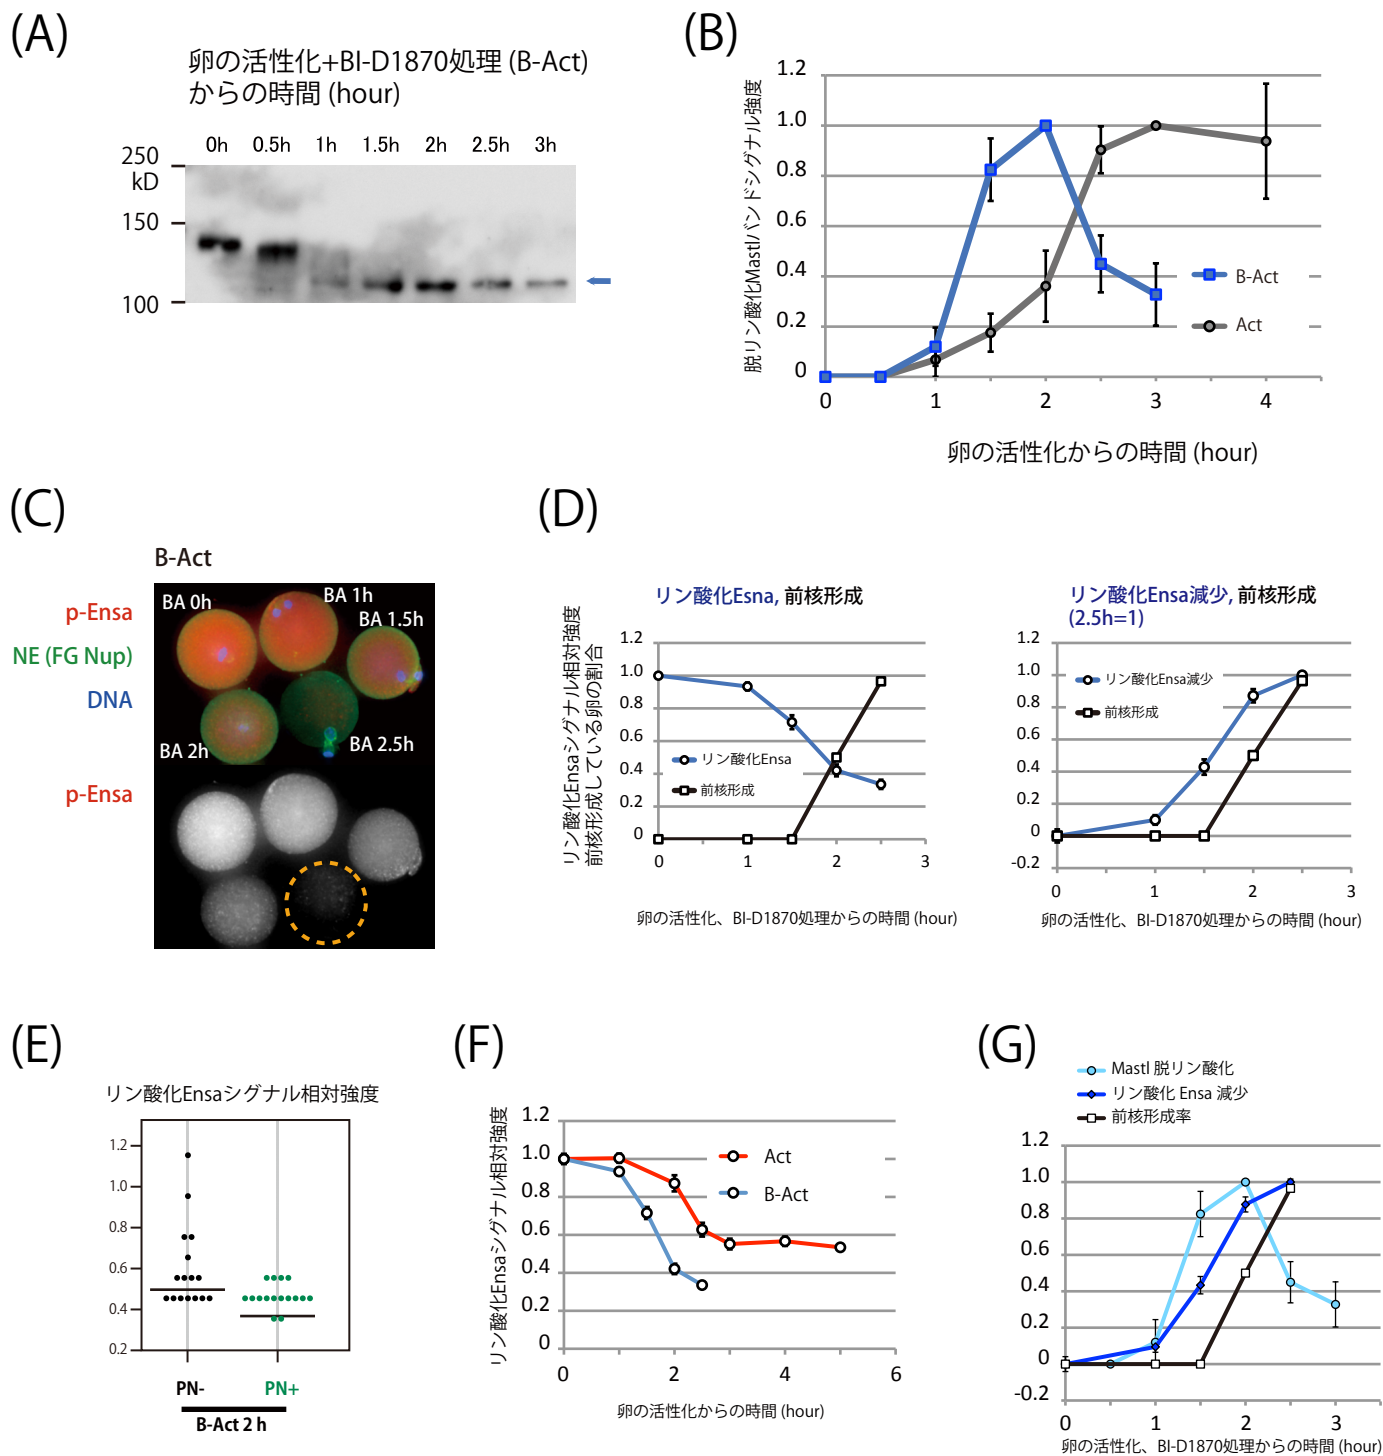 (A)
卵の活性化+BI-D1870処理 (B-Act)
からの時間 (hour)
0h 0.5h 1h 1.5h 2h 2.5h 3h
250
kD
150
100
(B)
脱リン酸化Mastlバンドシグナル強度
1.2
1.0
0.8
0.6
0.4
0.2
0
B-Act
Act
0 1 2 3 4
卵の活性化からの時間 (hour)
(C)
B-Act
p-Ensa
NE (FG Nup)
DNA
p-Ensa
BA 0h
BA 1h
BA 1.5h
BA 2h
BA 2.5h
(D)
リン酸化Esna, 前核形成
リン酸化Ensaシグナル相対強度
前核形成している卵の割合
1.2
1.0
0.8
0.6
0.4
0.2
0
リン酸化Ensa
前核形成
0 1 2 3
卵の活性化、BI-D1870処理からの時間 (hour)
リン酸化Ensa減少, 前核形成
(2.5h=1)
1.2
1.0
0.8
0.6
0.4
0.2
0
-0.2
リン酸化Ensa減少
前核形成
0 1 2 3
卵の活性化、BI-D1870処理からの時間 (hour)
(E)
リン酸化Ensaシグナル相対強度
1.2
1.0
0.8
0.6
0.4
0.2
PN- PN+
B-Act 2 h
(F)
リン酸化Ensaシグナル相対強度
1.2
1.0
0.8
0.6
0.4
0.2
0
Act
B-Act
0 2 4 6
卵の活性化からの時間 (hour)
(G)
Mastl 脱リン酸化
リン酸化 Ensa 減少
前核形成率
1.2
1.0
0.8
0.6
0.4
0.2
0
-0.2
0 1 2 3
卵の活性化、BI-D1870処理からの時間 (hour)